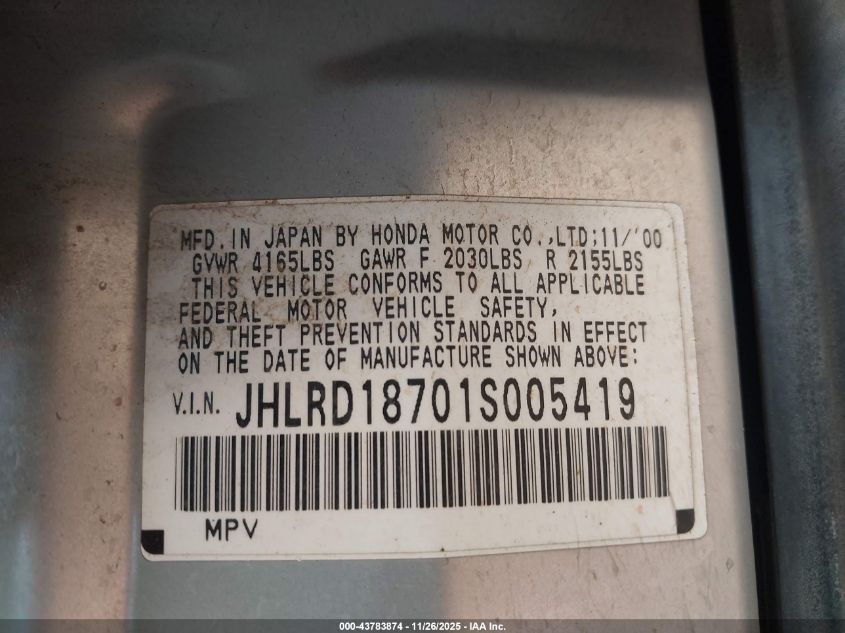 MFD. IN JAPAN BY HONDA MOTOR CO.,LTD;11/'00
GVWR 4165LBS GAWR F 2030LBS R 2155LBS
THIS VEHICLE CONFORMS TO ALL APPLICABLE
FEDERAL MOTOR VEHICLE SAFETY,
AND THEFT PREVENTION STANDARDS IN EFFECT
ON THE DATE OF MANUFACTURE SHOWN ABOVE:
V.I.N. JHLRD18701S005419
MPV
000-43783874 - 11/26/2025 - IAA Inc.